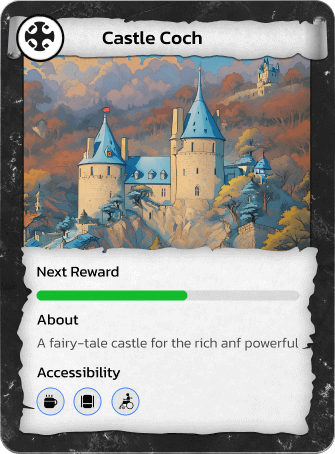 Castle Coch
Next Reward
About
A fairy-tale castle for the rich anf powerful
Accessibility